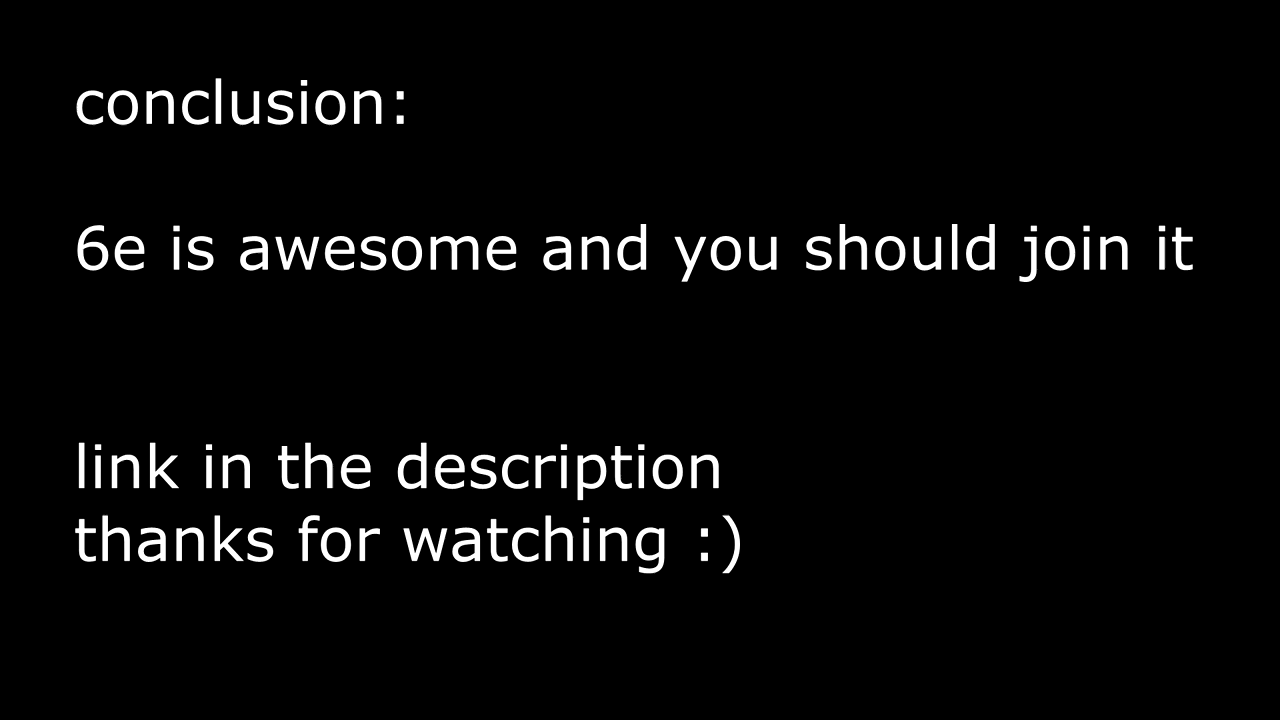 conclusion:
6e is awesome and you should join it
link in the description
thanks for watching :)